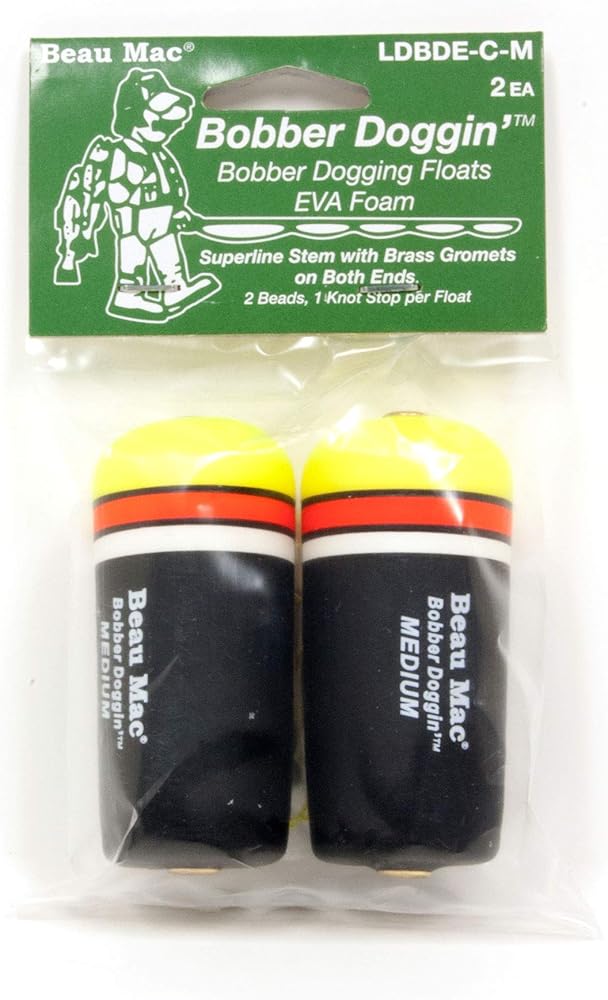 Beau Mac® LDBDE-C-M
2 EA
Bobber Doggin'™
Bobber Dogging Floats
EVA Foam
Superline Stem with Brass Gromets
on Both Ends.
2 Beads, 1 Knot Stop per Float
Beau Mac®
Bobber Doggin'™
MEDIUM
Beau Mac®
Bobber Doggin'™
MEDIUM